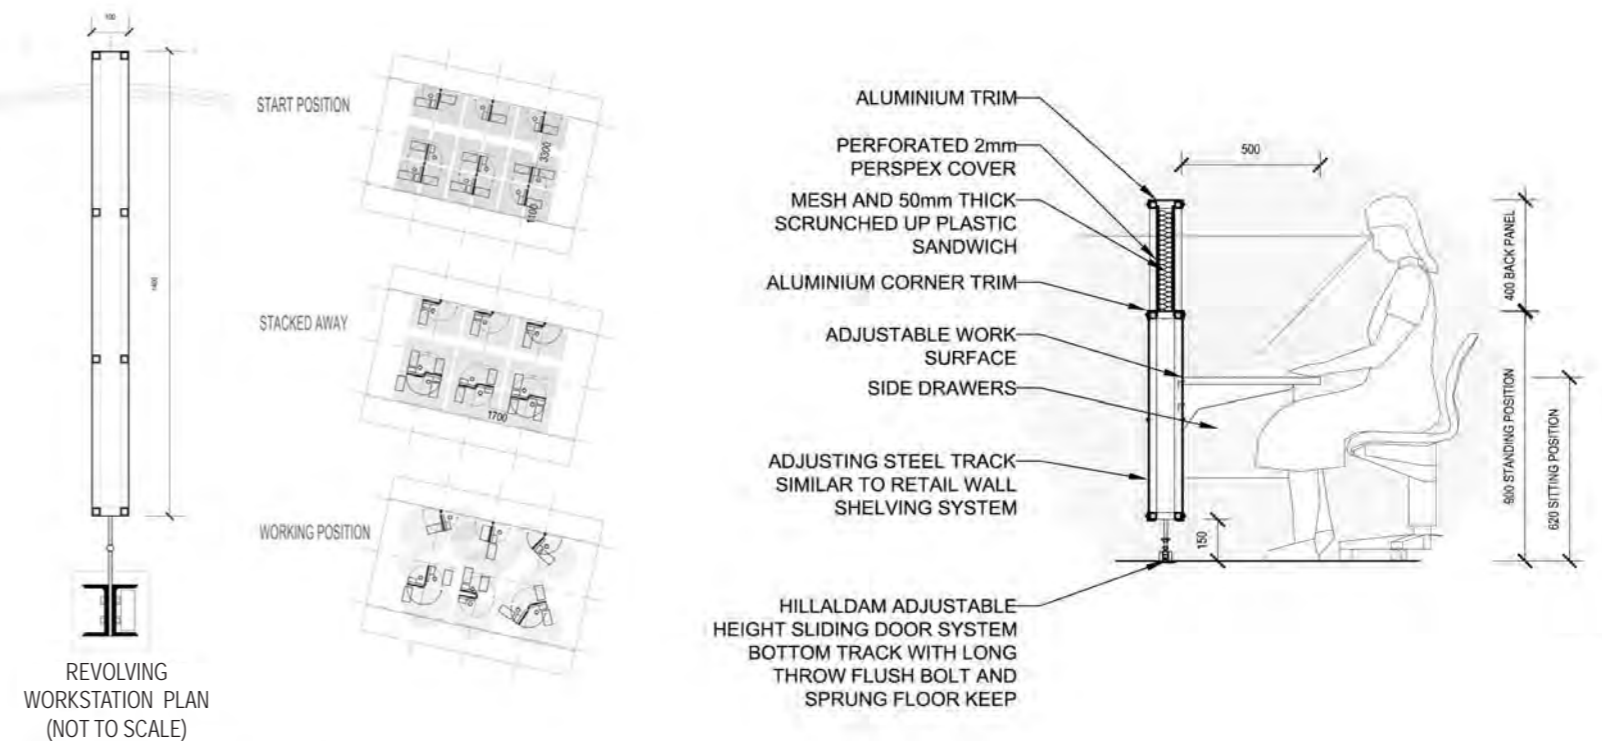 100
1400
REVOLVING
WORKSTATION PLAN
(NOT TO SCALE)
START POSITION
3300
1100
STACKED AWAY
1700
WORKING POSITION
ALUMINIUM TRIM
PERFORATED 2mm
PERSPEX COVER
MESH AND 50mm THICK
SCRUNCHED UP PLASTIC
SANDWICH
ALUMINIUM CORNER TRIM
ADJUSTABLE WORK
SURFACE
SIDE DRAWERS
ADJUSTING STEEL TRACK
SIMILAR TO RETAIL WALL
SHELVING SYSTEM
HILLALDAM ADJUSTABLE
HEIGHT SLIDING DOOR SYSTEM
BOTTOM TRACK WITH LONG
THROW FLUSH BOLT AND
SPRUNG FLOOR KEEP
500
150
400 BACK PANEL
900 STANDING POSITION
620 SITTING POSITION